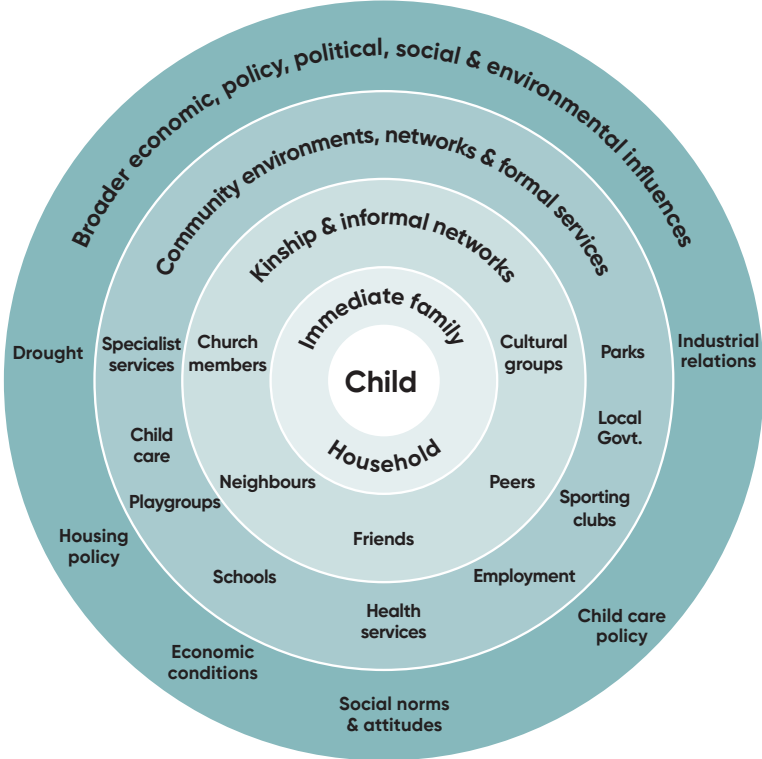 Broader economic, policy, political, social & environmental influences
Community environments, networks & formal services
Kinship & informal networks
Immediate family
Child
Household
Church
members
Cultural
groups
Neighbours
Peers
Friends
Specialist
services
Parks
Child
care
Local
Govt.
Playgroups
Sporting
clubs
Schools
Employment
Health
services
Drought
Industrial
relations
Housing
policy
Child care
policy
Economic
conditions
Social norms
& attitudes